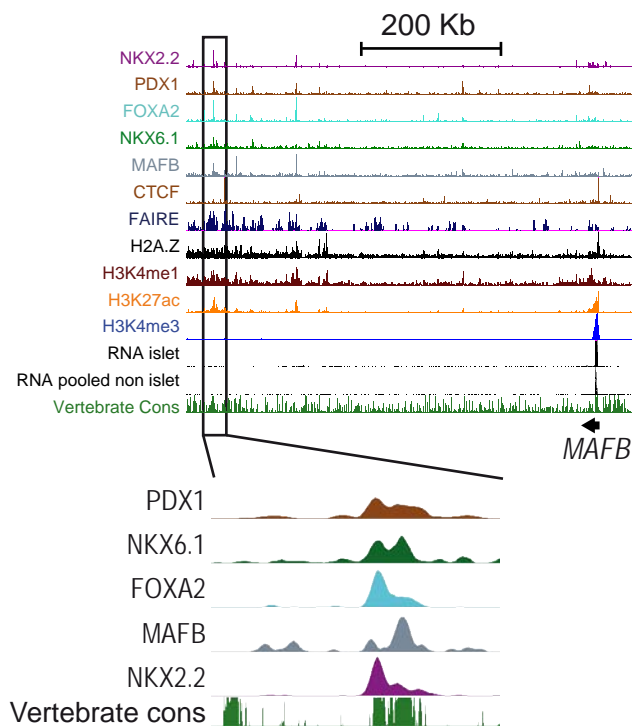 200 Kb
NKX2.2
PDX1
FOXA2
NKX6.1
MAFB
CTCF
FAIRE
H2A.Z
H3K4me1
H3K27ac
H3K4me3
RNA islet
RNA pooled non islet
Vertebrate Cons
MAFB
PDX1
NKX6.1
FOXA2
MAFB
NKX2.2
Vertebrate cons